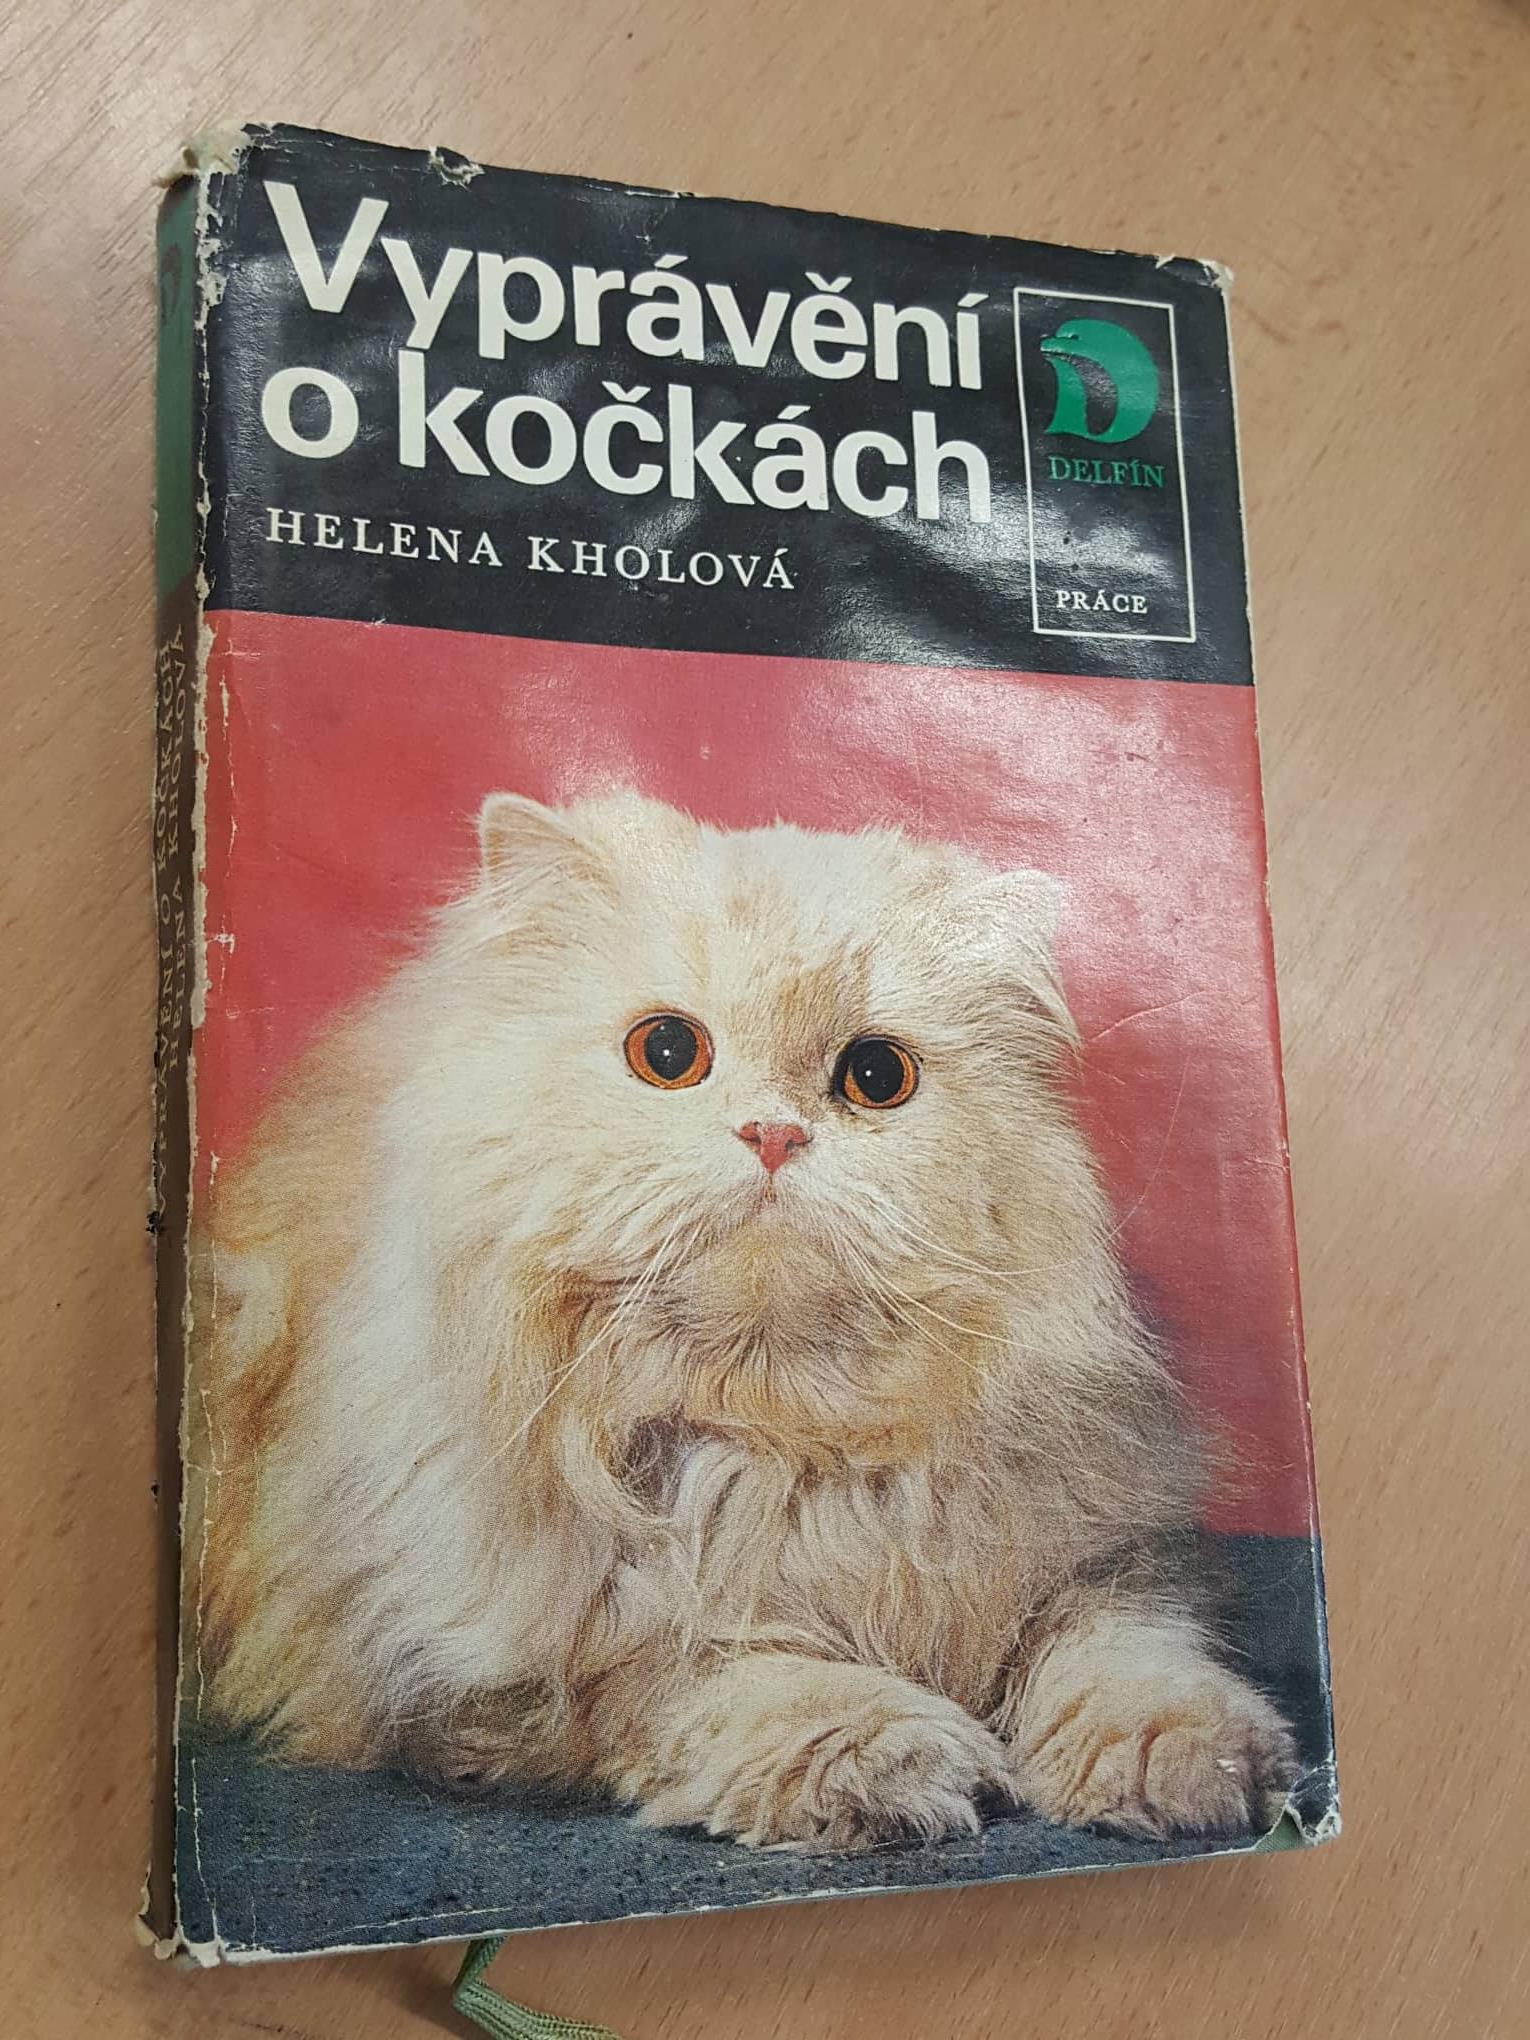 Vyprávění
o kočkách
HELENA KHOLOVÁ
DELFÍN
PRÁCE
VYPRÁVĚNÍ O KOČKÁCH
HELENA KHOLOVÁ